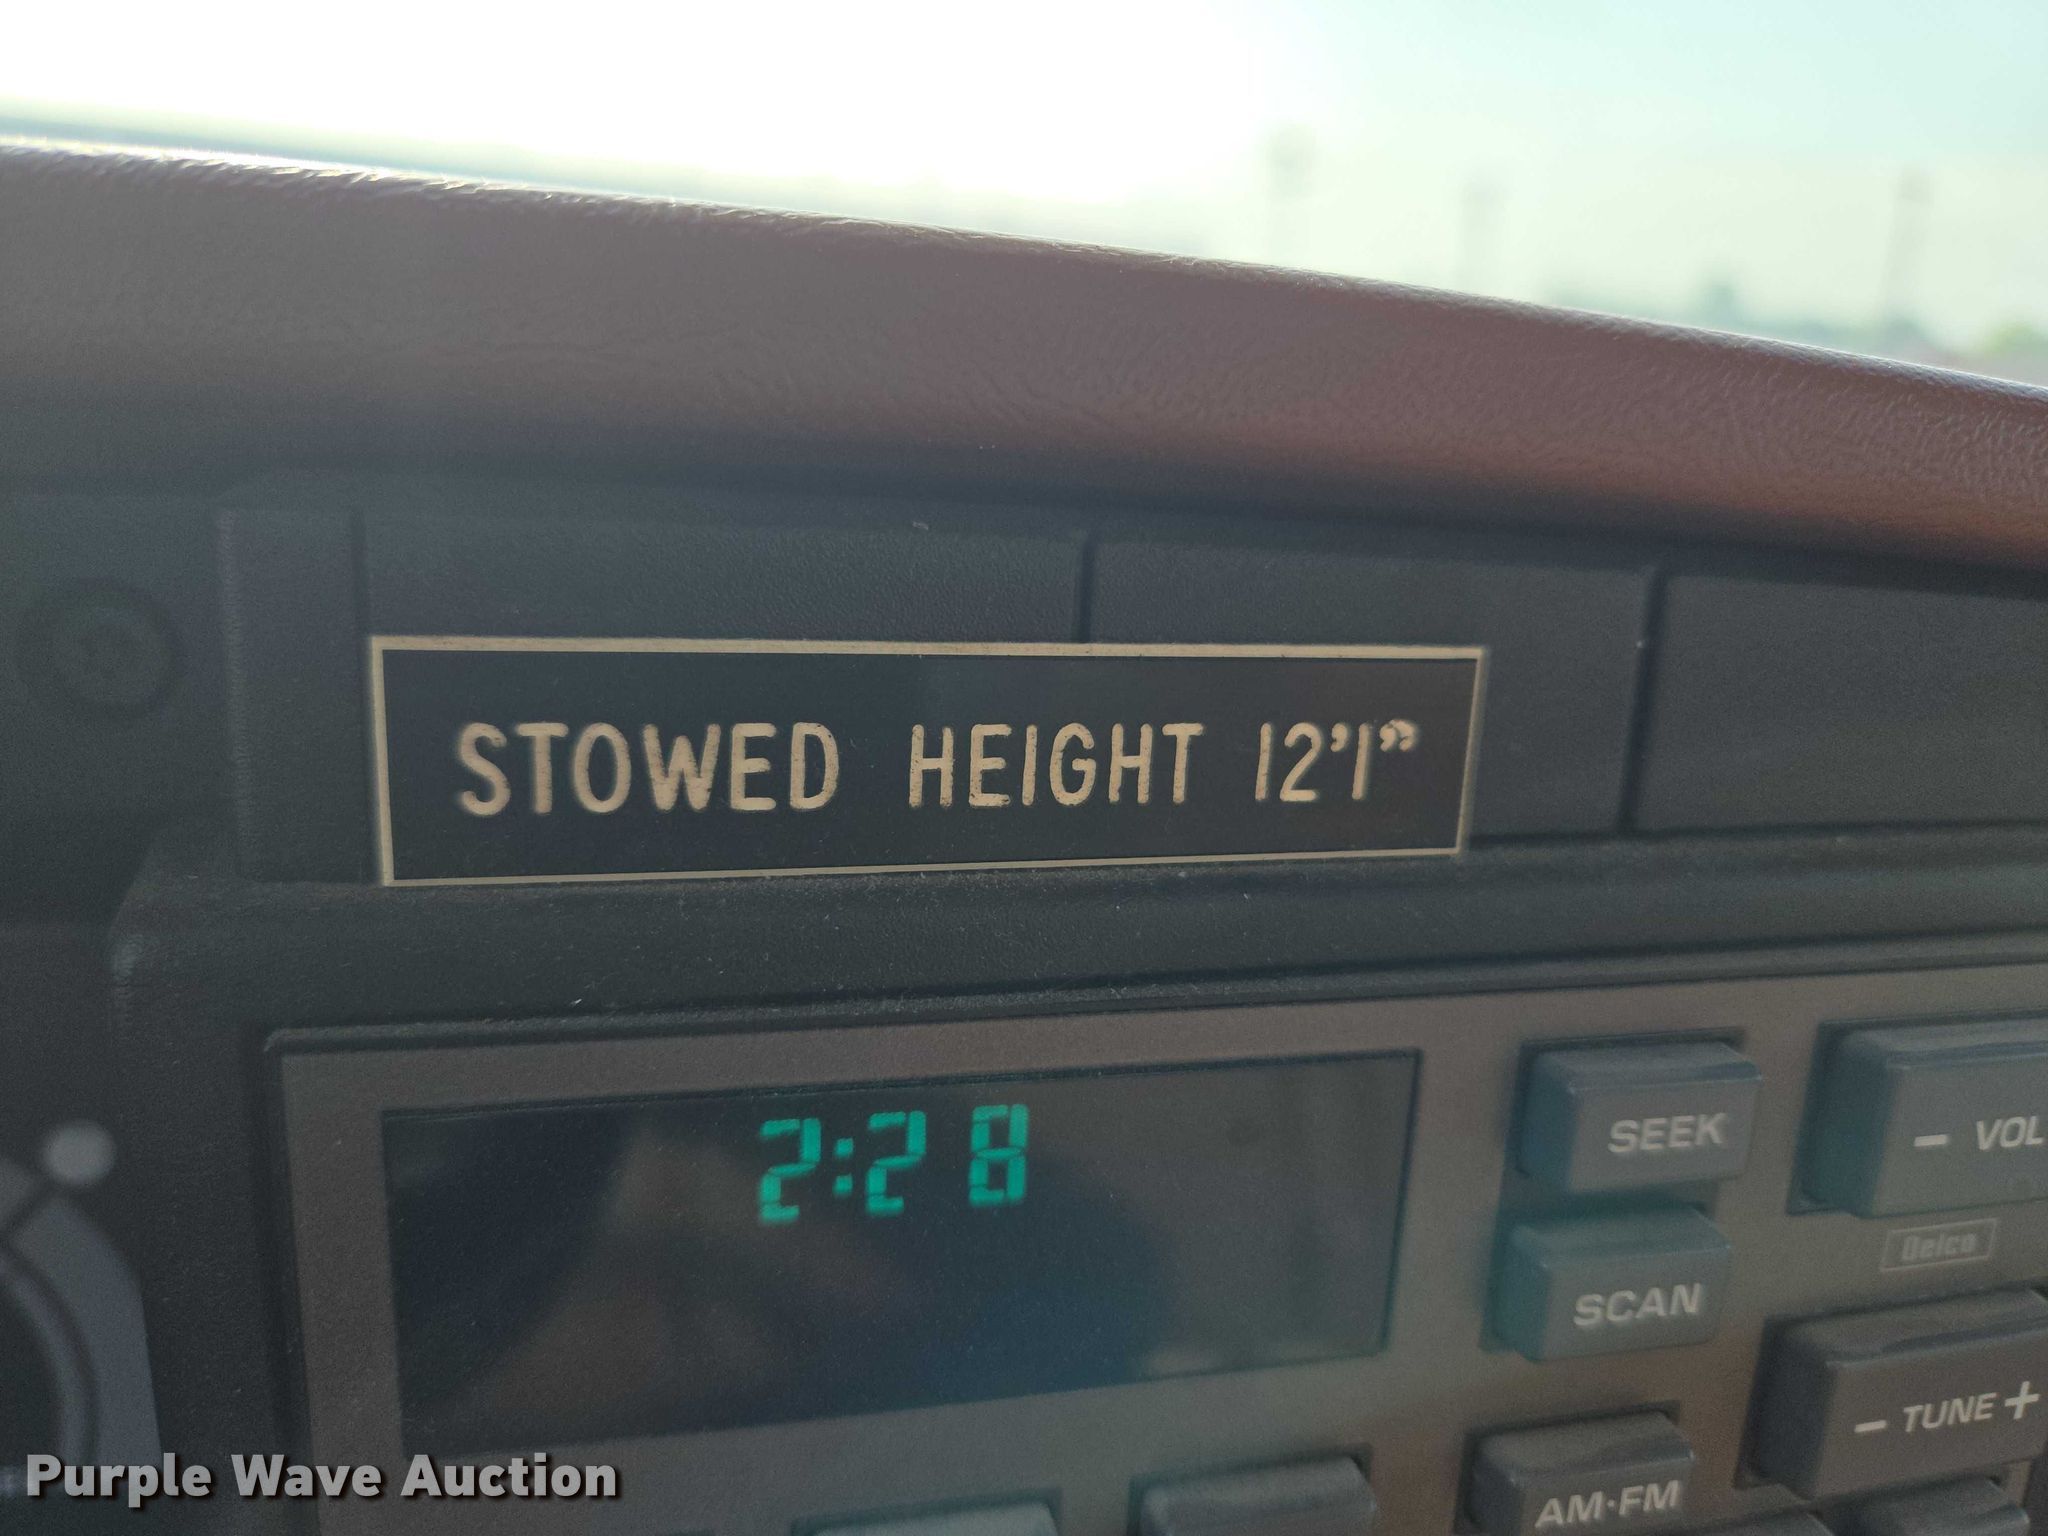 STOWED HEIGHT 12'1"
2:28
SEEK
- VOL
Delco
SCAN
- TUNE +
AM·FM
Purple Wave Auction